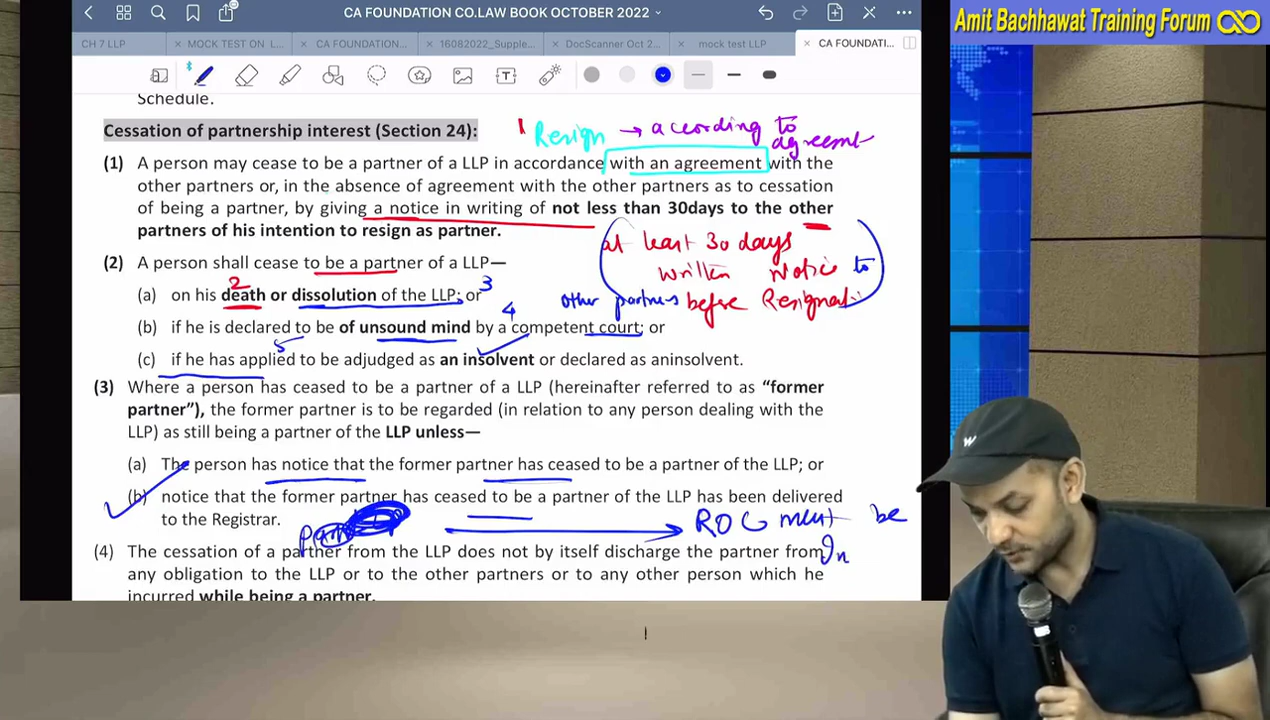 CA FOUNDATION CO.LAW BOOK OCTOBER 2022
Amit Bachhawat Training Forum
CH 7 LLP
MOCK TEST ON L...
CA FOUNDATION...
16082022_Supple...
DocScanner Oct 2...
mock test LLP
CA FOUNDATI...
Schedule.
Cessation of partnership interest (Section 24):
1 Resign → according to agreemt
(1) A person may cease to be a partner of a LLP in accordance with an agreement with the
other partners or, in the absence of agreement with the other partners as to cessation
of being a partner, by giving a notice in writing of not less than 30days to the other
partners of his intention to resign as partner.
at least 30 days
written Notice to
other partners before Resignati
(2) A person shall cease to be a partner of a LLP—
2
3
(a) on his death or dissolution of the LLP; or
4
(b) if he is declared to be of unsound mind by a competent court; or
5
(c) if he has applied to be adjudged as an insolvent or declared as aninsolvent.
(3) Where a person has ceased to be a partner of a LLP (hereinafter referred to as “former
partner”), the former partner is to be regarded (in relation to any person dealing with the
LLP) as still being a partner of the LLP unless—
(a) The person has notice that the former partner has ceased to be a partner of the LLP; or
(b) notice that the former partner has ceased to be a partner of the LLP has been delivered
to the Registrar.
ROC must be
In
(4) The cessation of a partner from the LLP does not by itself discharge the partner from
any obligation to the LLP or to the other partners or to any other person which he
incurred while being a partner.